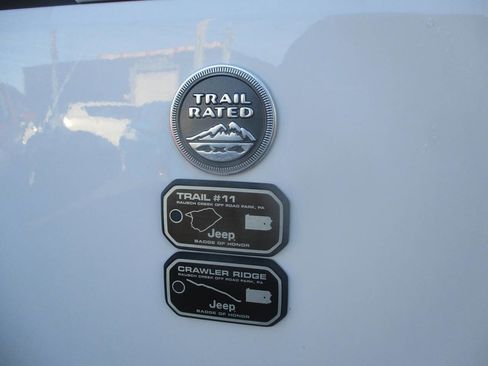 TRAIL
RATED
4X4
TRAIL #11
RAUSCH CREEK OFF ROAD PARK, PA
Jeep
BADGE OF HONOR
CRAWLER RIDGE
RAUSCH CREEK OFF ROAD PARK, PA
Jeep
BADGE OF HONOR